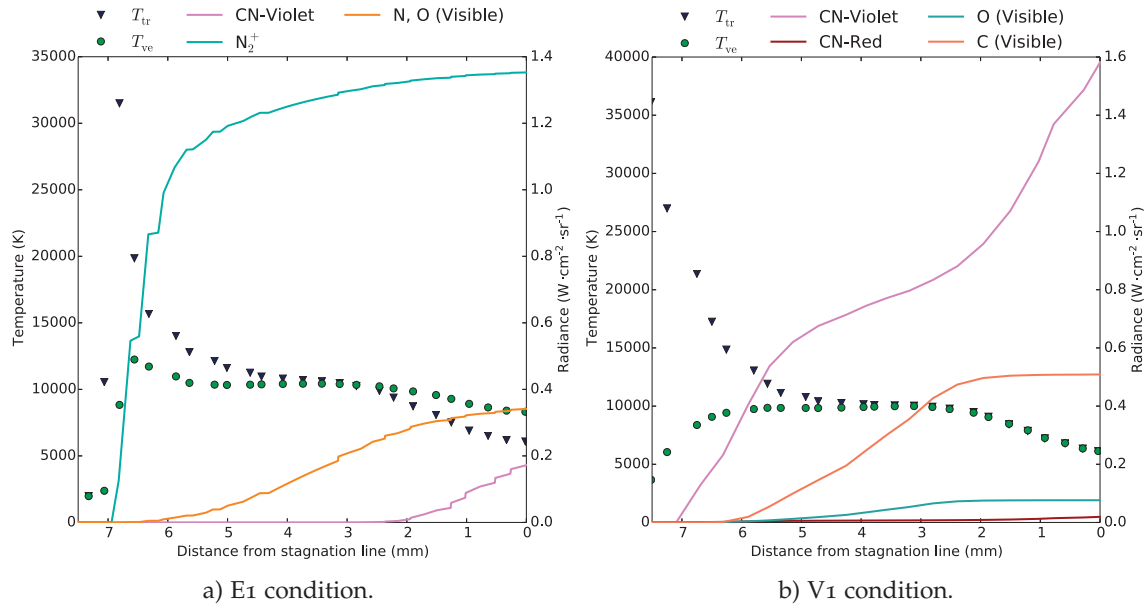 T_tr CN-Violet N, O (Visible)
T_ve N₂⁺
35000
30000
25000
20000
15000
10000
5000
0
Temperature (K)
1.4
1.2
1.0
0.8
0.6
0.4
0.2
0.0
Radiance (W·cm⁻²·sr⁻¹)
7 6 5 4 3 2 1 0
Distance from stagnation line (mm)
a) E1 condition.
T_tr CN-Violet O (Visible)
T_ve CN-Red C (Visible)
40000
35000
30000
25000
20000
15000
10000
5000
0
Temperature (K)
1.6
1.4
1.2
1.0
0.8
0.6
0.4
0.2
0.0
Radiance (W·cm⁻²·sr⁻¹)
7 6 5 4 3 2 1 0
Distance from stagnation line (mm)
b) V1 condition.